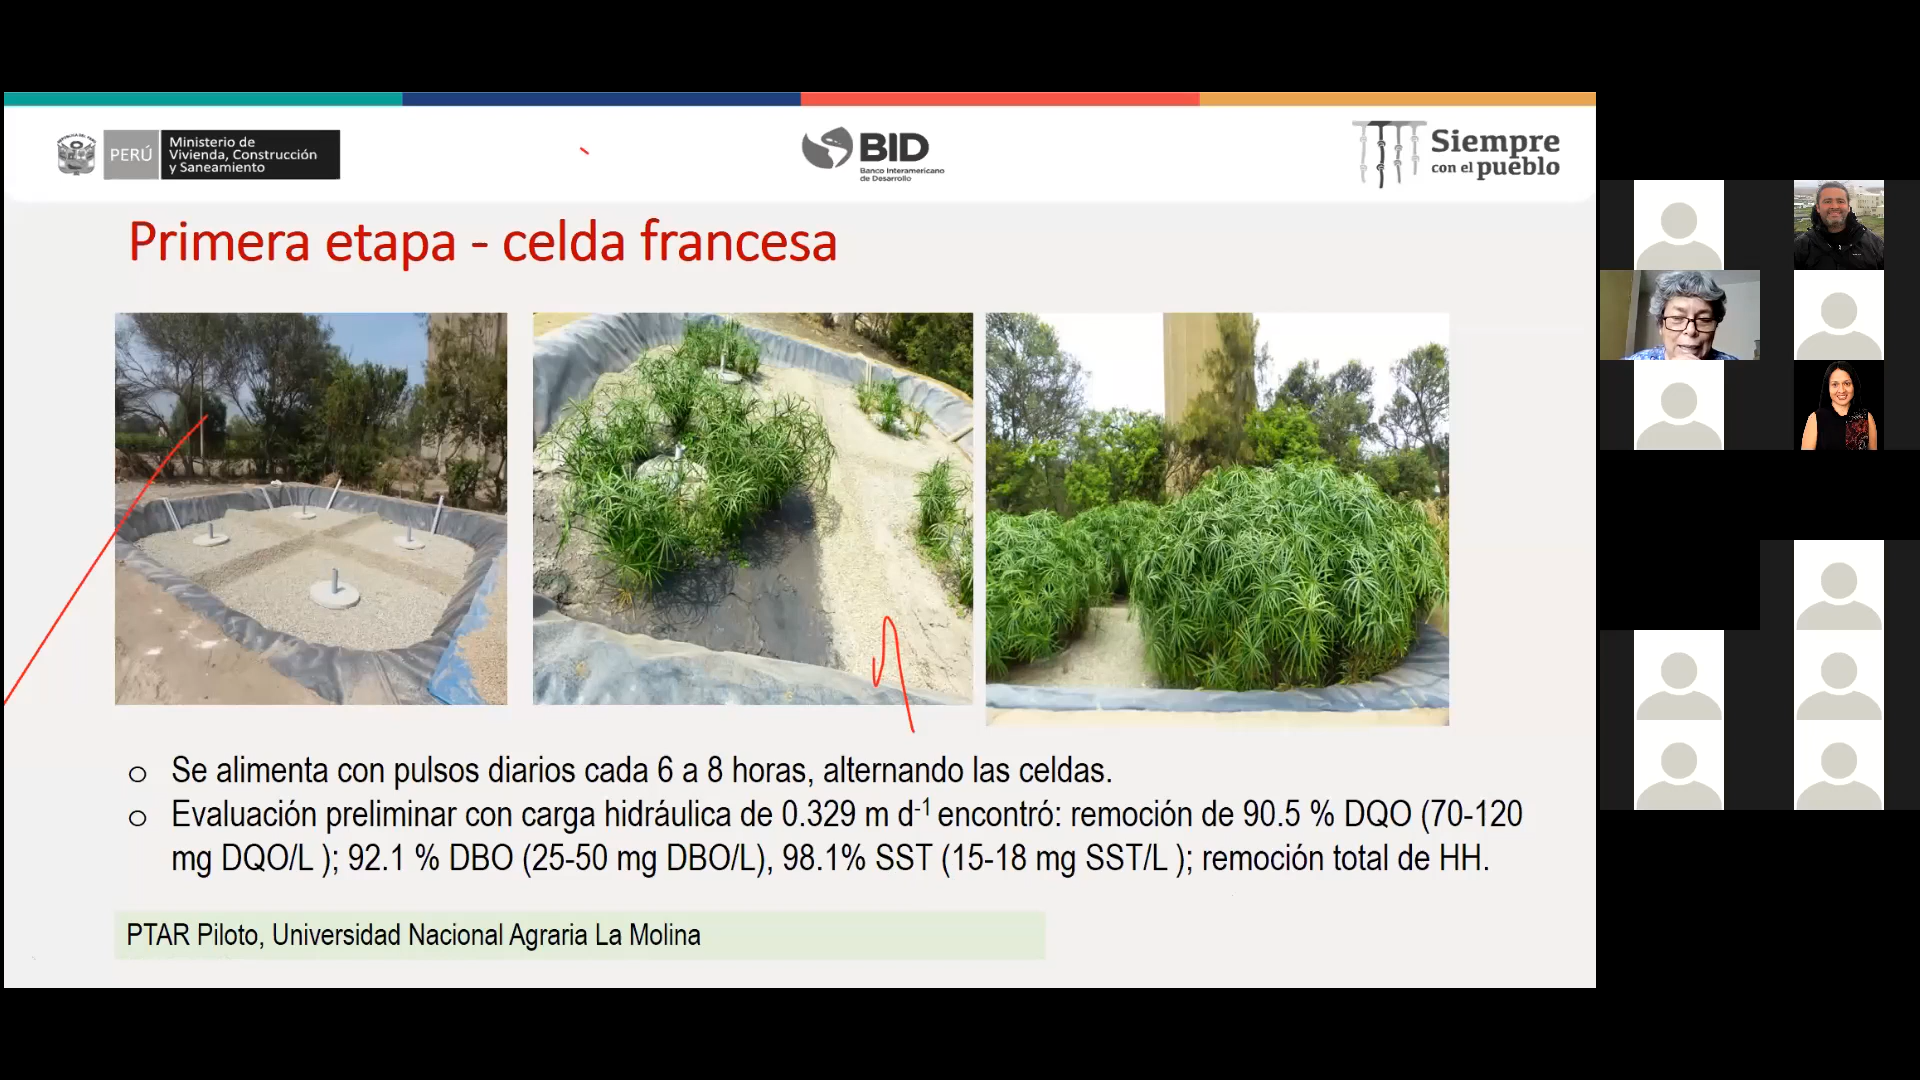 PERÚ
Ministerio de
Vivienda, Construcción
y Saneamiento
BID
Banco Interamericano
de Desarrollo
Siempre
con el pueblo
Primera etapa - celda francesa
o Se alimenta con pulsos diarios cada 6 a 8 horas, alternando las celdas.
o Evaluación preliminar con carga hidráulica de 0.329 m d-1 encontró: remoción de 90.5 % DQO (70-120
mg DQO/L ); 92.1 % DBO (25-50 mg DBO/L), 98.1% SST (15-18 mg SST/L ); remoción total de HH.
PTAR Piloto, Universidad Nacional Agraria La Molina